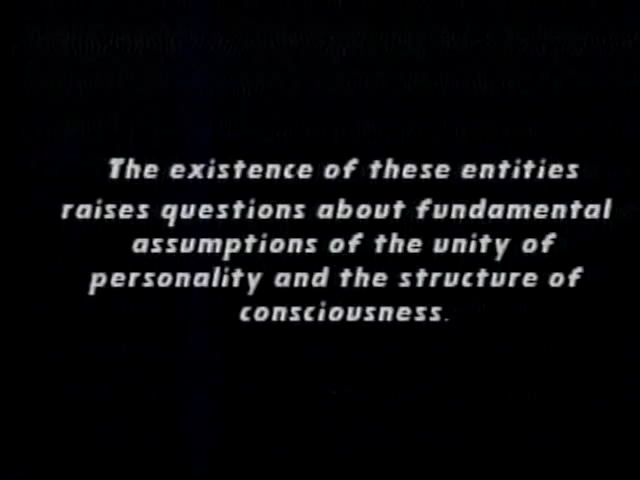 The existence of these entities
raises questions about fundamental
assumptions of the unity of
personality and the structure of
consciousness.